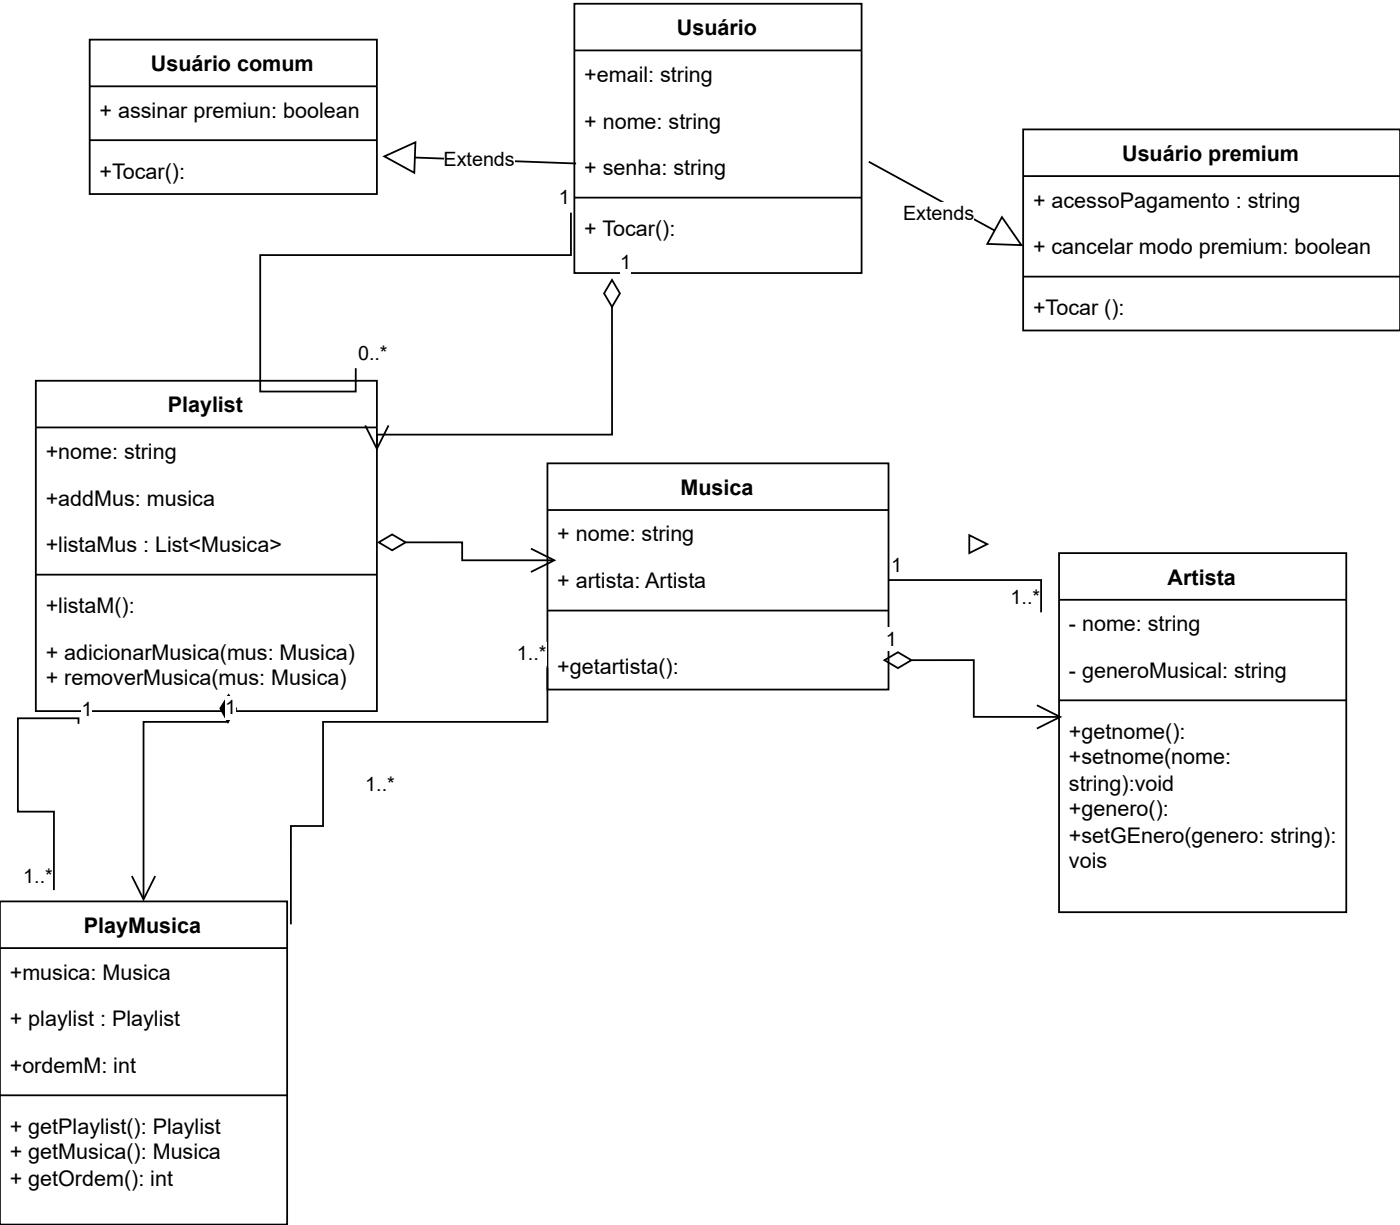 Usuário
+email: string
+ nome: string
+ senha: string
+ Tocar():
1
1
Usuário comum
+ assinar premiun: boolean
+Tocar():
Extends
Usuário premium
+ acessoPagamento : string
+ cancelar modo premium: boolean
+Tocar ():
Extends
0..*
Playlist
+nome: string
+addMus: musica
+listaMus : List<Musica>
+listaM():
+ adicionarMusica(mus: Musica)
+ removerMusica(mus: Musica)
1
1
Musica
+ nome: string
+ artista: Artista
+getartista():
1
1..*
1
1..*
Artista
- nome: string
- generoMusical: string
+getnome():
+setnome(nome:
string):void
+genero():
+setGEnero(genero: string):
vois
1..*
1..*
PlayMusica
+musica: Musica
+ playlist : Playlist
+ordemM: int
+ getPlaylist(): Playlist
+ getMusica(): Musica
+ getOrdem(): int